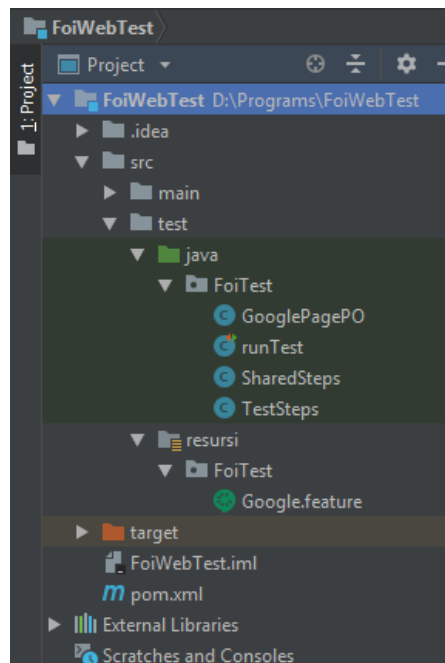 FoiWebTest
Project
1: Project
FoiWebTest D:\Programs\FoiWebTest
.idea
src
main
test
java
FoiTest
GooglePagePO
runTest
SharedSteps
TestSteps
resursi
FoiTest
Google.feature
target
FoiWebTest.iml
pom.xml
External Libraries
Scratches and Consoles